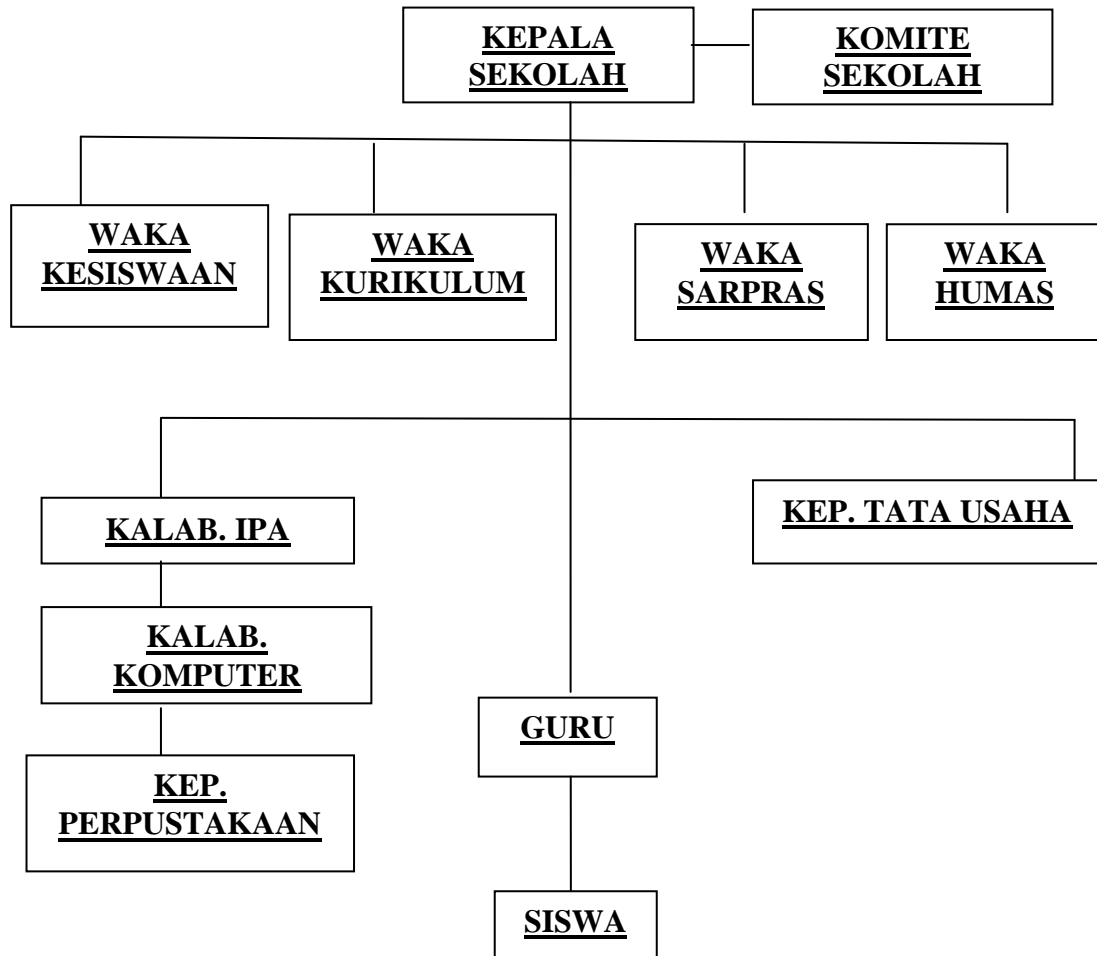 KEPALA
SEKOLAH
KOMITE
SEKOLAH
WAKA
KESISWAAN
WAKA
KURIKULUM
WAKA
SARPRAS
WAKA
HUMAS
KALAB. IPA
KEP. TATA USAHA
KALAB.
KOMPUTER
GURU
KEP.
PERPUSTAKAAN
SISWA